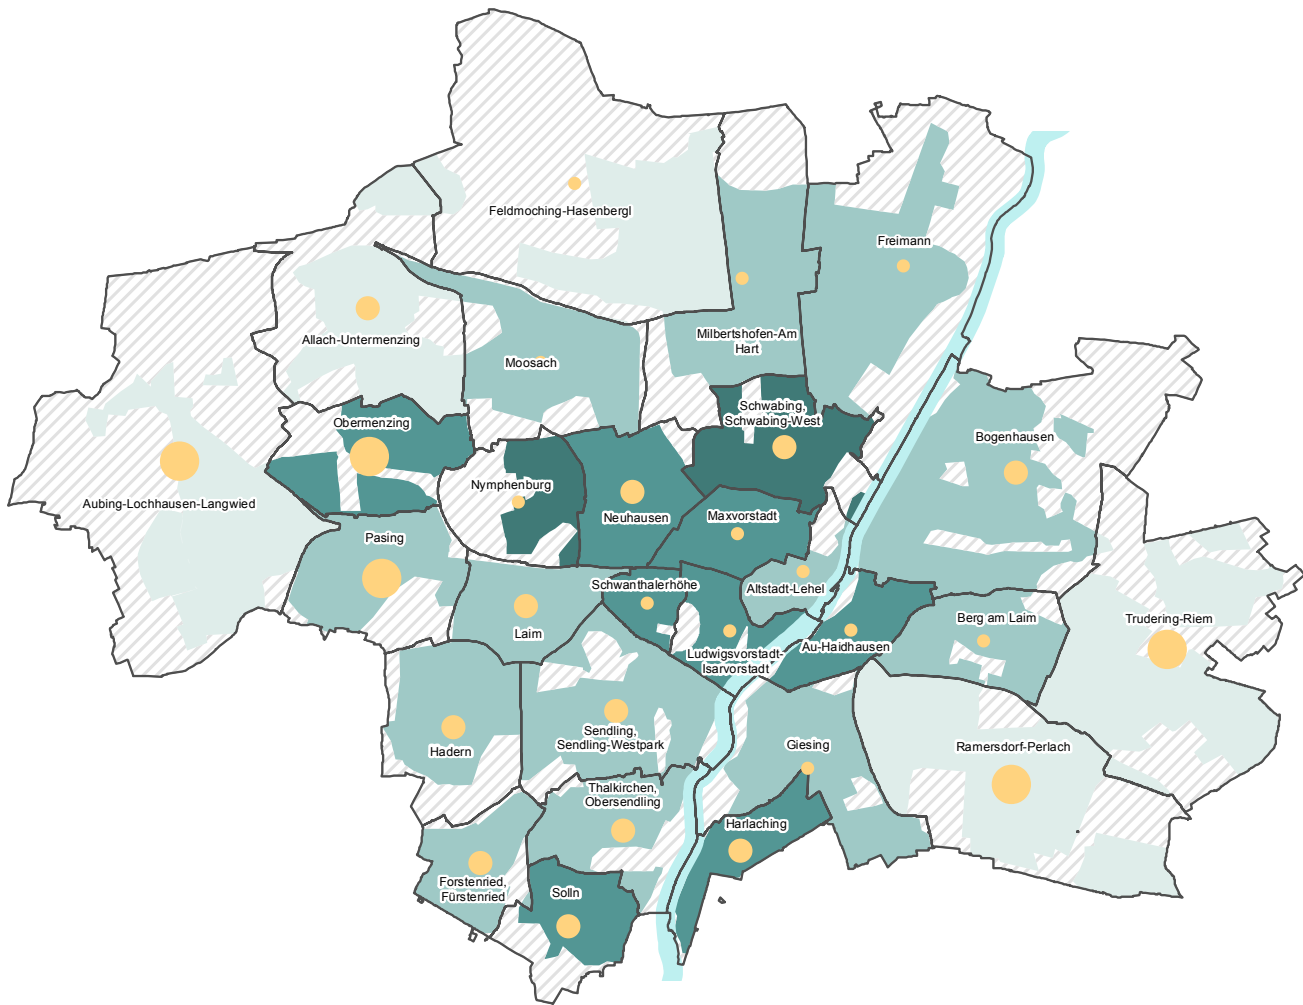 Feldmoching-Hasenbergl
Freimann
Allach-Untermenzing
Milbertshofen-Am
Hart
Moosach
Schwabing,
Schwabing-West
Obermenzing
Bogenhausen
Nymphenburg
Aubing-Lochhausen-Langwied
Neuhausen
Maxvorstadt
Pasing
Schwanthalerhöhe
Altstadt-Lehel
Laim
Berg am Laim
Trudering-Riem
Au-Haidhausen
Ludwigsvorstadt-
Isarvorstadt
Sendling,
Sendling-Westpark
Hadern
Giesing
Ramersdorf-Perlach
Thalkirchen,
Obersendling
Harlaching
Forstenried,
Fürstenried
Solln